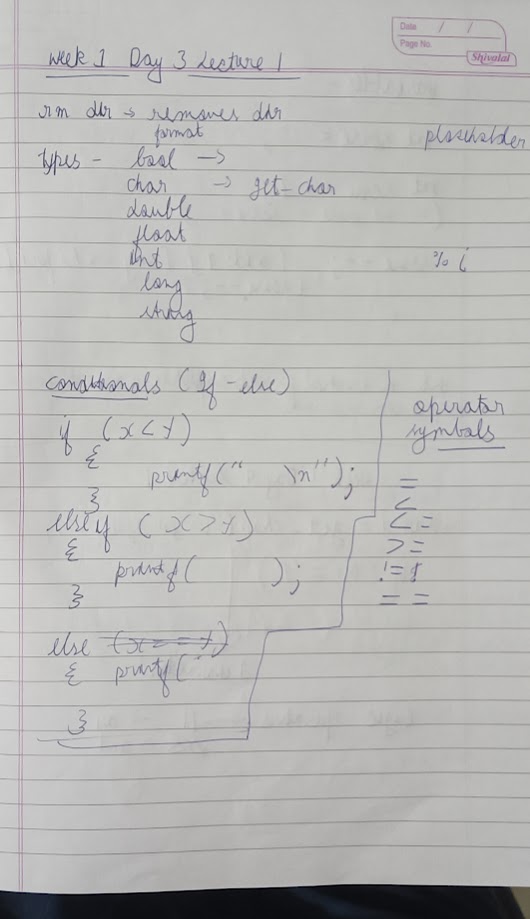 Date / /
Page No.
Shivalal
Week 1 Day 3 Lecture 1
rm dir → removes dir
format
placeholder
types - bool →
char → get-char
double
float
int %i
long
string
conditionals (If-else)
if (x<y)
{
printf(" \n");
}
else if (x>y)
{
printf( );
}
else (x==y)
{ printf("
}
operator
symbols
=
<
<=
>=
!=
==